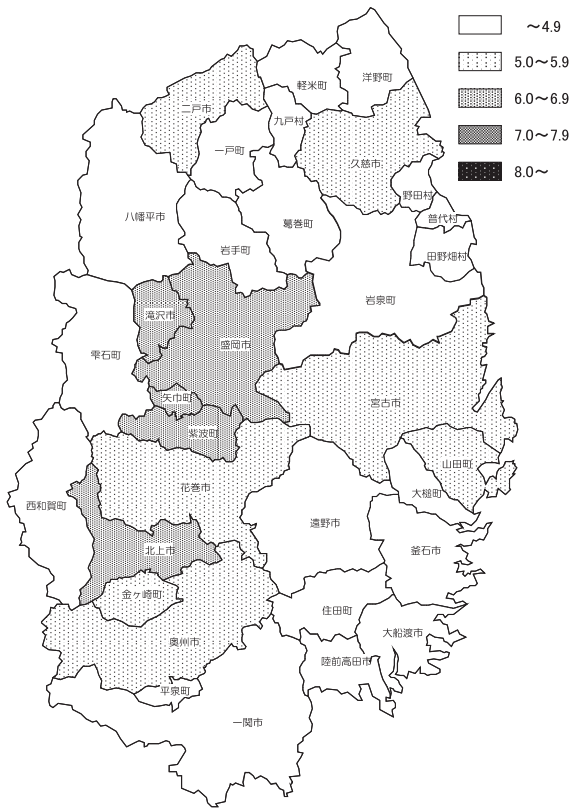 ～4.9
5.0～5.9
6.0～6.9
7.0～7.9
8.0～
洋野町
軽米町
二戸市
九戸村
一戸町
久慈市
野田村
普代村
八幡平市
葛巻町
岩手町
田野畑村
岩泉町
滝沢市
盛岡市
雫石町
矢巾町
宮古市
紫波町
山田町
花巻市
大槌町
西和賀町
遠野市
北上市
釜石市
金ヶ崎町
住田町
大船渡市
奥州市
陸前高田市
平泉町
一関市